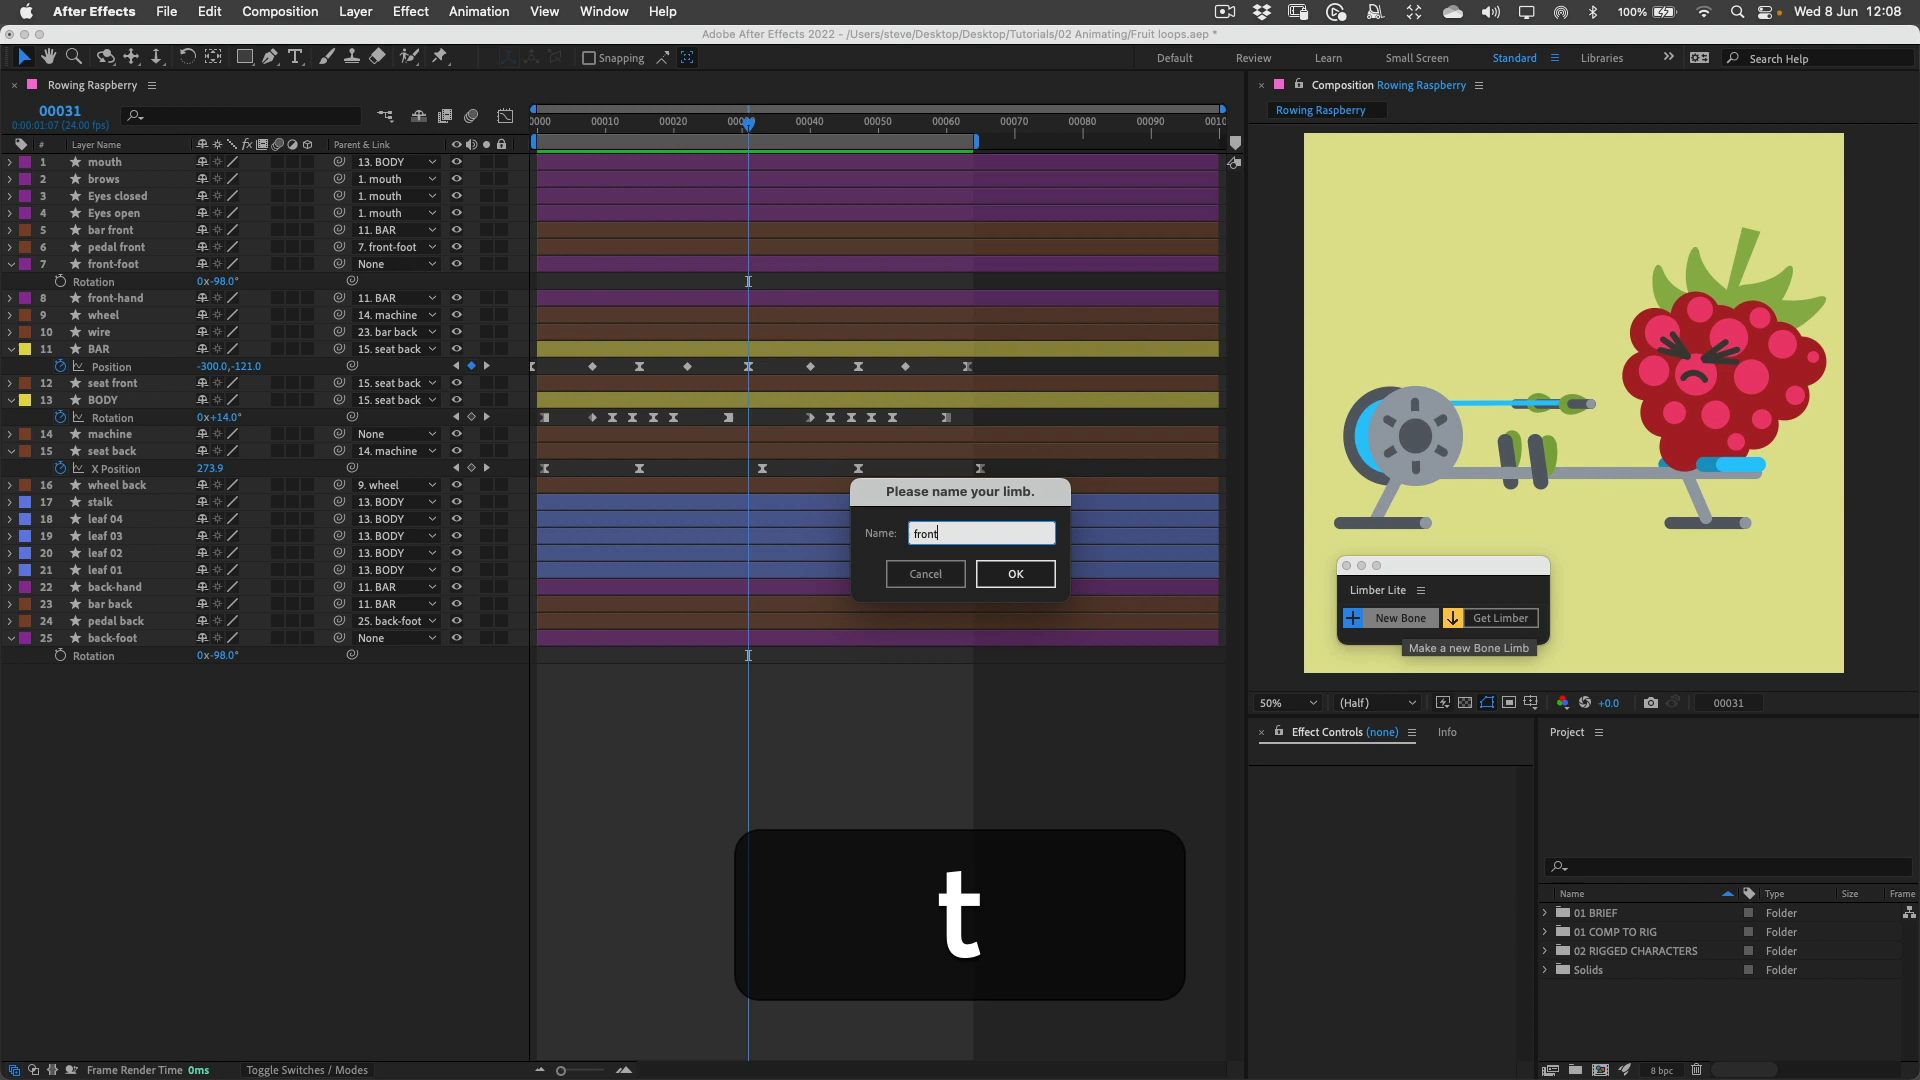 After Effects File Edit Composition Layer Effect Animation View Window Help 100% Wed 8 Jun 12:08
Adobe After Effects 2022 - /Users/steve/Desktop/Desktop/Tutorials/02 Animating/Fruit loops.aep *
Snapping Default Review Learn Small Screen Standard Libraries Search Help
Rowing Raspberry
00031
0:00:01:07 (24.00 fps)
0000 00010 00020 00040 00050 00060 00070 00080 00090 0010
# Layer Name fx Parent & Link
1 mouth 13. BODY
2 brows 1. mouth
3 Eyes closed 1. mouth
4 Eyes open 1. mouth
5 bar front 11. BAR
6 pedal front 7. front-foot
7 front-foot None
Rotation 0x-98.0°
8 front-hand 11. BAR
9 wheel 14. machine
10 wire 23. bar back
11 BAR 15. seat back
Position -300.0,-121.0
12 seat front 15. seat back
13 BODY 15. seat back
Rotation 0x+14.0°
14 machine None
15 seat back 14. machine
X Position 273.9
16 wheel back 9. wheel
17 stalk 13. BODY
18 leaf 04 13. BODY
19 leaf 03 13. BODY
20 leaf 02 13. BODY
21 leaf 01 13. BODY
22 back-hand 11. BAR
23 bar back 11. BAR
24 pedal back 25. back-foot
25 back-foot None
Rotation 0x-98.0°
Please name your limb.
Name: front
Cancel OK
t
Composition Rowing Raspberry
Rowing Raspberry
Limber Lite
New Bone Get Limber
Make a new Bone Limb
50% (Half) +0.0 00031
Effect Controls (none) Info
Project
Name Type Size Frame
01 BRIEF Folder
01 COMP TO RIG Folder
02 RIGGED CHARACTERS Folder
Solids Folder
Frame Render Time 0ms Toggle Switches / Modes
8 bpc